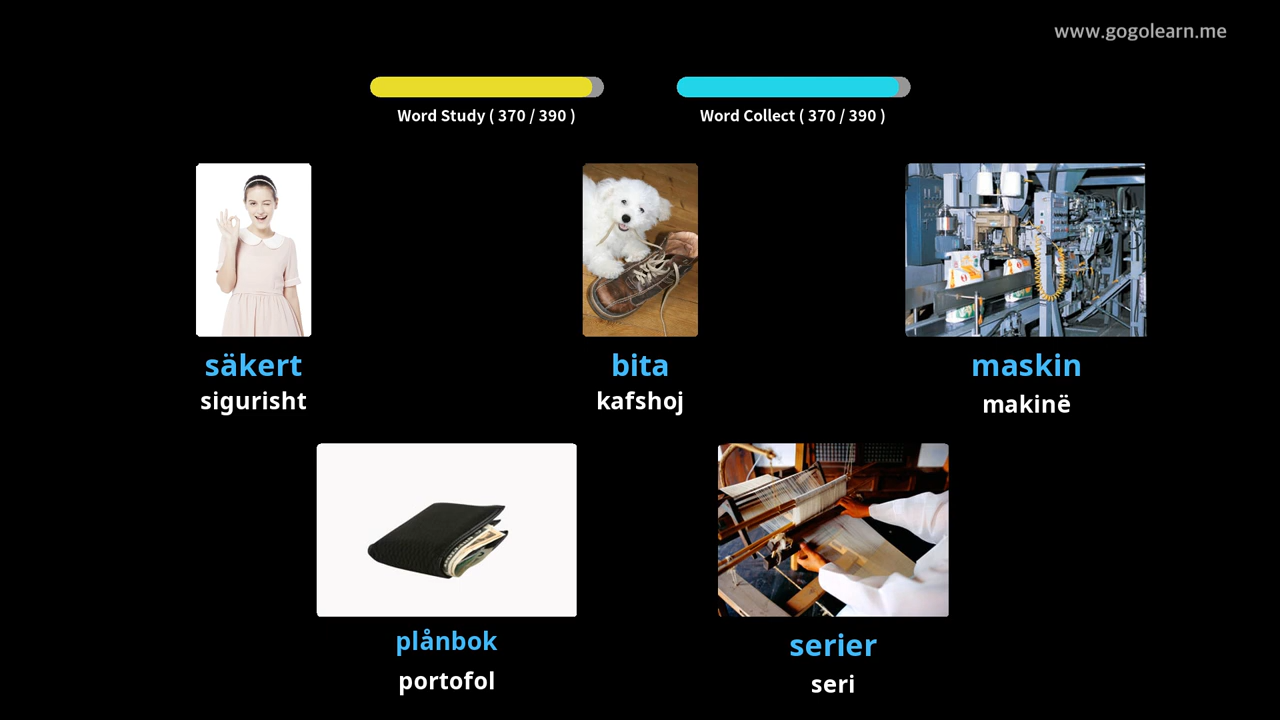 www.gogolearn.me
Word Study ( 370 / 390 )
Word Collect ( 370 / 390 )
säkert
sigurisht
bita
kafshoj
maskin
makinë
plånbok
portofol
serier
seri